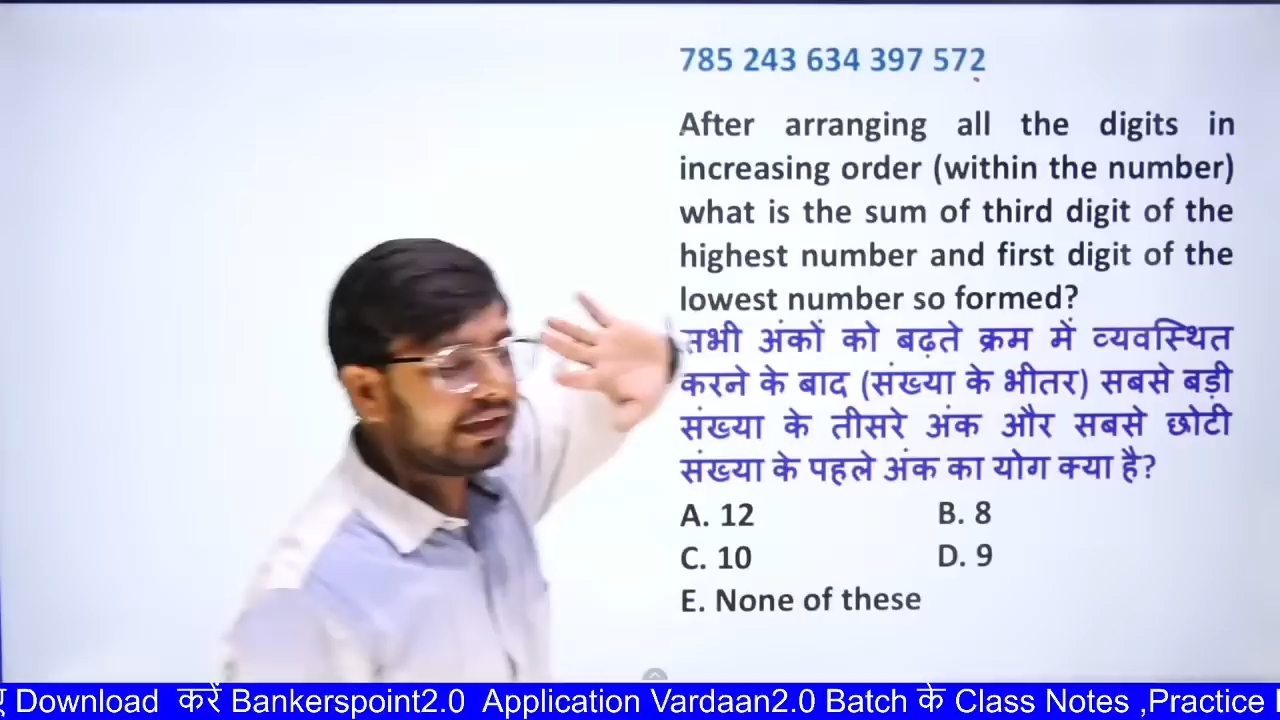 785 243 634 397 572
After arranging all the digits in
increasing order (within the number)
what is the sum of third digit of the
highest number and first digit of the
lowest number so formed?
सभी अंकों को बढ़ते क्रम में व्यवस्थित
करने के बाद (संख्या के भीतर) सबसे बड़ी
संख्या के तीसरे अंक और सबसे छोटी
संख्या के पहले अंक का योग क्या है?
A. 12 B. 8
C. 10 D. 9
E. None of these
Download करें Bankerspoint2.0 Application Vardaan2.0 Batch के Class Notes ,Practice